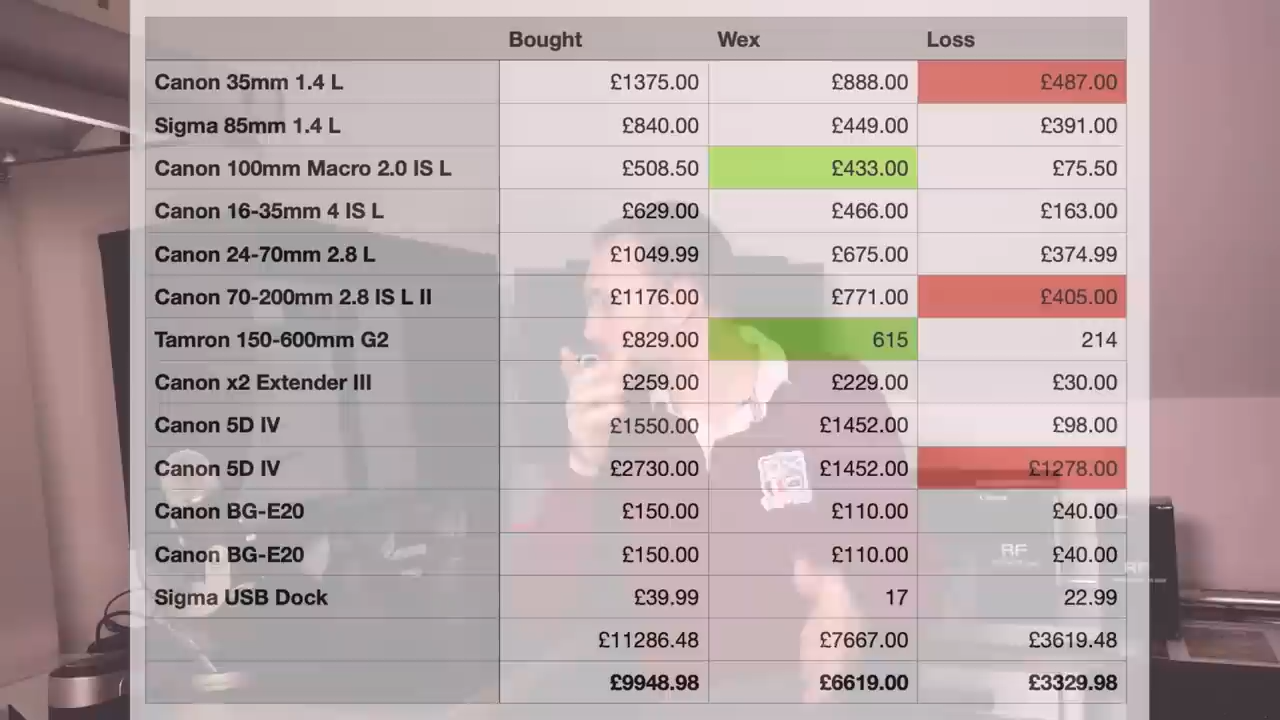 Bought Wex Loss
Canon 35mm 1.4 L £1375.00 £888.00 £487.00
Sigma 85mm 1.4 L £840.00 £449.00 £391.00
Canon 100mm Macro 2.0 IS L £508.50 £433.00 £75.50
Canon 16-35mm 4 IS L £629.00 £466.00 £163.00
Canon 24-70mm 2.8 L £1049.99 £675.00 £374.99
Canon 70-200mm 2.8 IS L II £1176.00 £771.00 £405.00
Tamron 150-600mm G2 £829.00 615 214
Canon x2 Extender III £259.00 £229.00 £30.00
Canon 5D IV £1550.00 £1452.00 £98.00
Canon 5D IV £2730.00 £1452.00 £1278.00
Canon BG-E20 £150.00 £110.00 £40.00
Canon BG-E20 £150.00 £110.00 £40.00
Sigma USB Dock £39.99 17 22.99
£11286.48 £7667.00 £3619.48
£9948.98 £6619.00 £3329.98
RF
RF